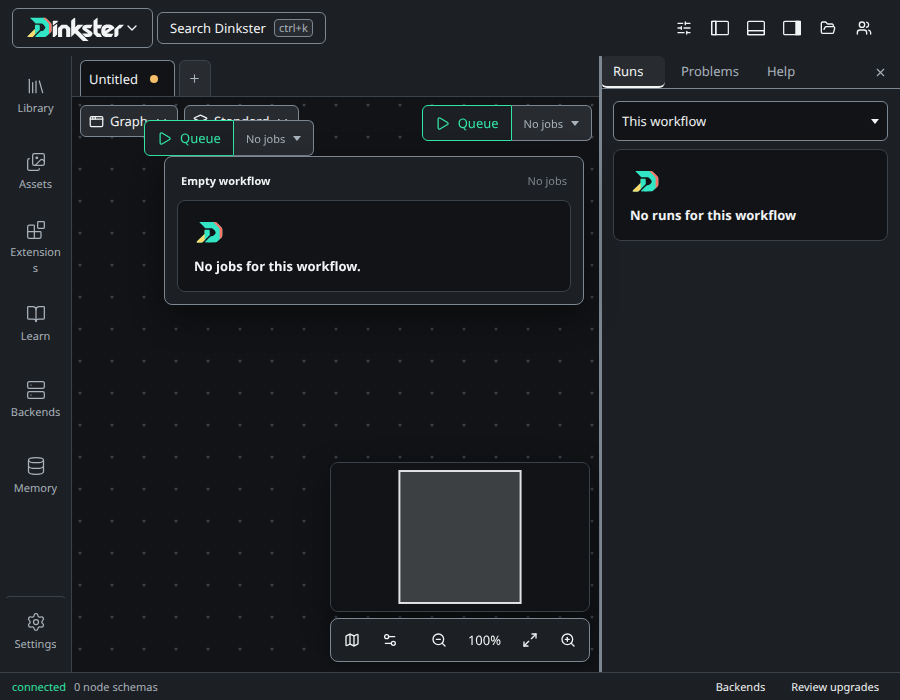 Dinkster
Search Dinkster ctrl+k
Library
Assets
Extension
s
Learn
Backends
Memory
Settings
Untitled
+
Graph
Standard
Queue
No jobs
Queue
No jobs
Empty workflow
No jobs
No jobs for this workflow.
100%
Runs
Problems
Help
This workflow
No runs for this workflow
connected
0 node schemas
Backends
Review upgrades